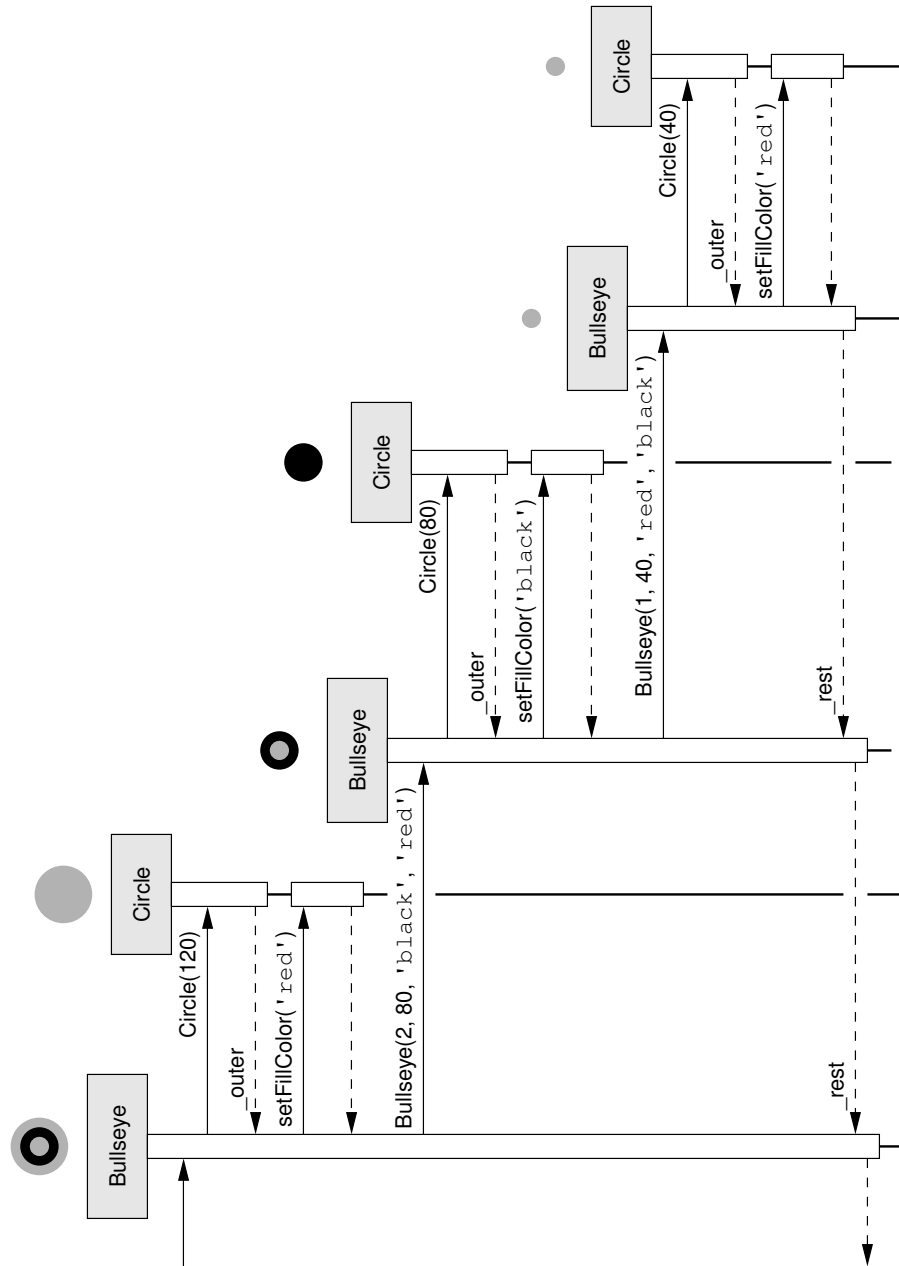 Bullseye
Circle(120)
_outer
setFillColor('red')
Bullseye(2, 80, 'black', 'red')
_rest
Circle
Bullseye
Circle(80)
_outer
setFillColor('black')
Bullseye(1, 40, 'red', 'black')
_rest
Circle
Bullseye
Circle(40)
_outer
setFillColor('red')
Circle